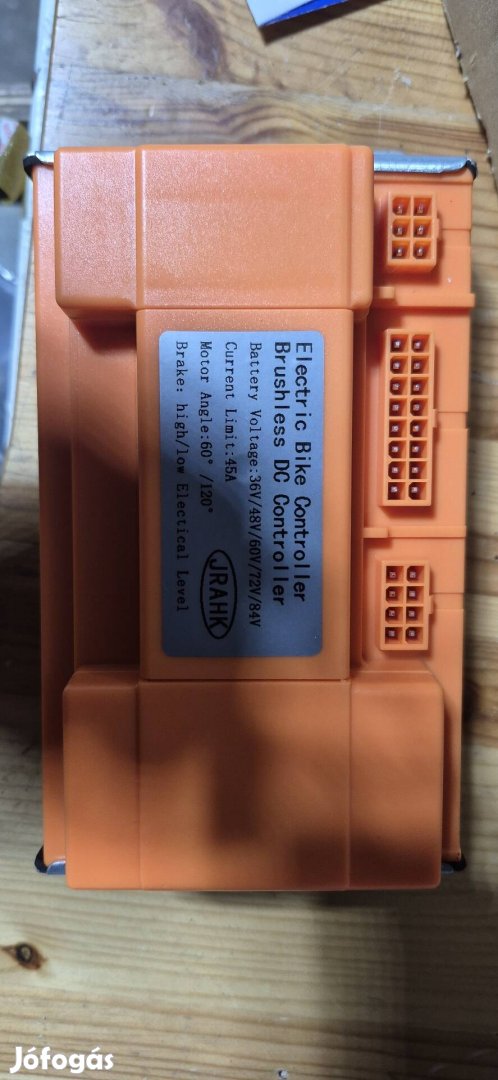 Electric Bike Controller
Brushless DC Controller
Battery Voltage:36V/48V/60V/72V/84V
Current Limit:45A
Motor Angle:60° /120°
Brake: high/low Electical Level
JRAHK
Jófogás